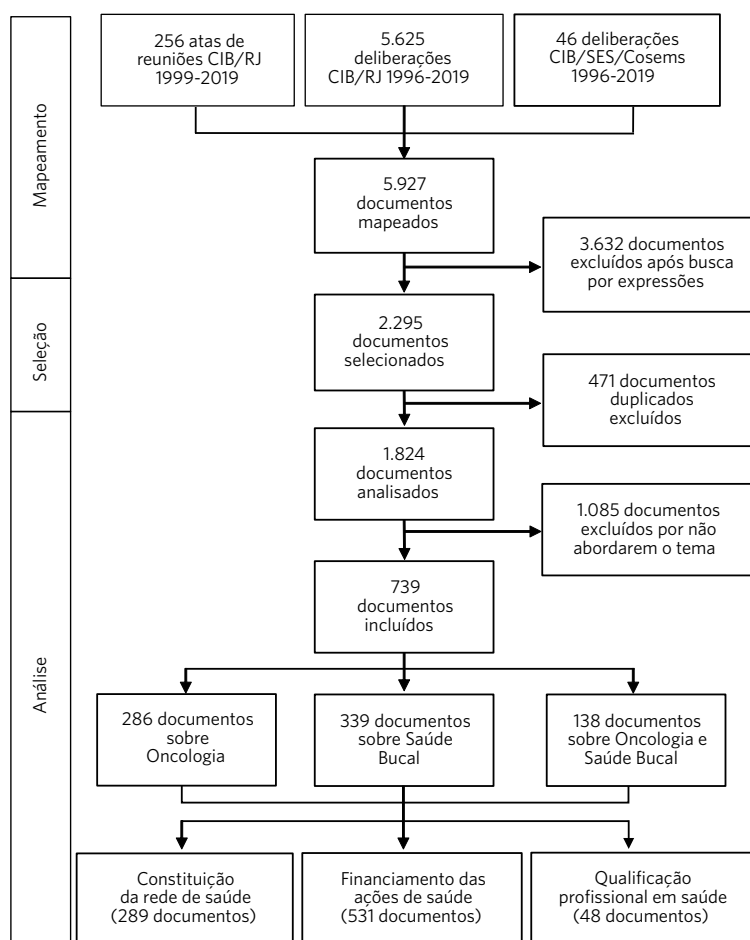 Mapeamento
256 atas de
reuniões CIB/RJ
1999-2019
5.625
deliberações
CIB/RJ 1996-2019
46 deliberações
CIB/SES/Cosems
1996-2019
5.927
documentos
mapeados
3.632 documentos
excluídos após busca
por expressões
Seleção
2.295
documentos
selecionados
471 documentos
duplicados
excluídos
Análise
1.824
documentos
analisados
1.085 documentos
excluídos por não
abordarem o tema
739
documentos
incluídos
286 documentos
sobre
Oncologia
339 documentos
sobre Saúde
Bucal
138 documentos
sobre Oncologia e
Saúde Bucal
Constituição
da rede de saúde
(289 documentos)
Financiamento das
ações de saúde
(531 documentos)
Qualificação
profissional em saúde
(48 documentos)